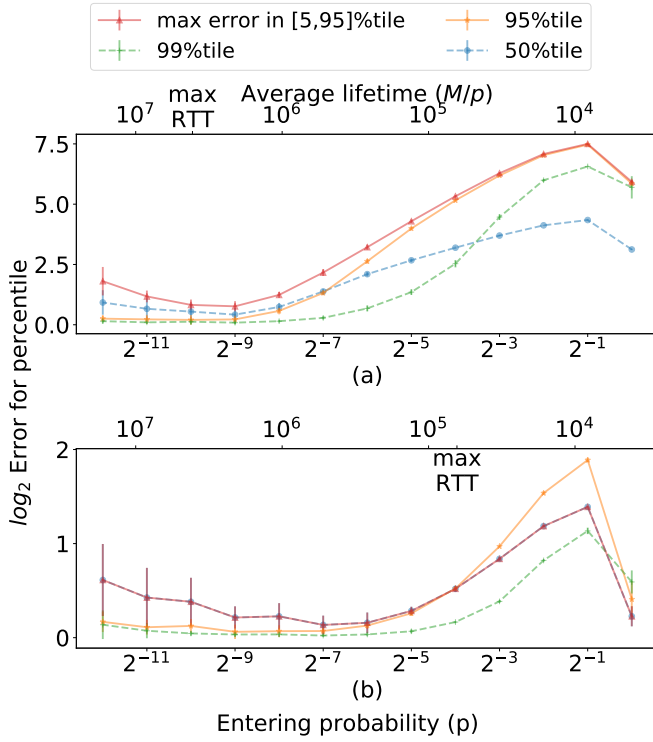 max error in [5,95]%tile 95%tile
99%tile 50%tile
Average lifetime (M/p)
max
RTT
10⁷ 10⁶ 10⁵ 10⁴
7.5
5.0
2.5
0.0
2⁻¹¹ 2⁻⁹ 2⁻⁷ 2⁻⁵ 2⁻³ 2⁻¹
(a)
log₂ Error for percentile
10⁷ 10⁶ 10⁵ 10⁴
max
RTT
2
1
0
2⁻¹¹ 2⁻⁹ 2⁻⁷ 2⁻⁵ 2⁻³ 2⁻¹
(b)
Entering probability (p)